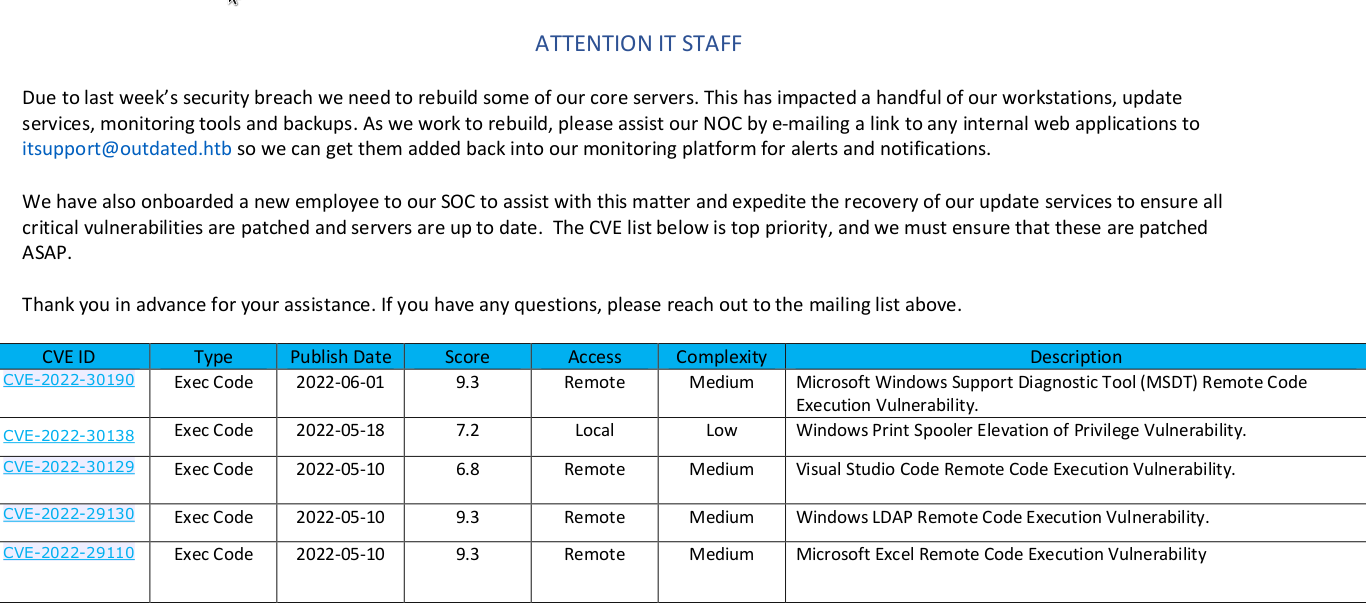 ATTENTION IT STAFF
Due to last week’s security breach we need to rebuild some of our core servers. This has impacted a handful of our workstations, update
services, monitoring tools and backups. As we work to rebuild, please assist our NOC by e-mailing a link to any internal web applications to
itsupport@outdated.htb so we can get them added back into our monitoring platform for alerts and notifications.
We have also onboarded a new employee to our SOC to assist with this matter and expedite the recovery of our update services to ensure all
critical vulnerabilities are patched and servers are up to date.  The CVE list below is top priority, and we must ensure that these are patched
ASAP.
Thank you in advance for your assistance. If you have any questions, please reach out to the mailing list above.
CVE ID Type Publish Date Score Access Complexity Description
CVE-2022-30190 Exec Code 2022-06-01 9.3 Remote Medium Microsoft Windows Support Diagnostic Tool (MSDT) Remote Code
Execution Vulnerability.
CVE-2022-30138 Exec Code 2022-05-18 7.2 Local Low Windows Print Spooler Elevation of Privilege Vulnerability.
CVE-2022-30129 Exec Code 2022-05-10 6.8 Remote Medium Visual Studio Code Remote Code Execution Vulnerability.
CVE-2022-29130 Exec Code 2022-05-10 9.3 Remote Medium Windows LDAP Remote Code Execution Vulnerability.
CVE-2022-29110 Exec Code 2022-05-10 9.3 Remote Medium Microsoft Excel Remote Code Execution Vulnerability